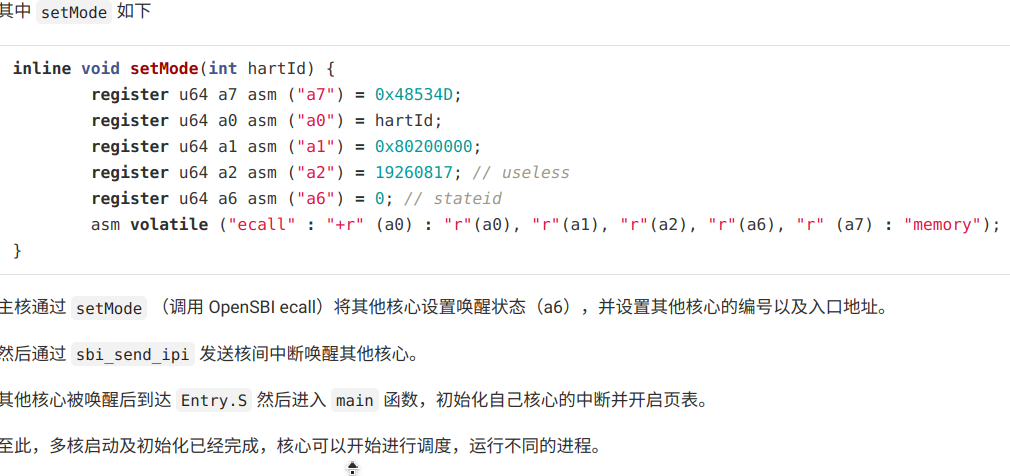 其中 setMode 如下
inline void setMode(int hartId) {
register u64 a7 asm ("a7") = 0x48534D;
register u64 a0 asm ("a0") = hartId;
register u64 a1 asm ("a1") = 0x80200000;
register u64 a2 asm ("a2") = 19260817; // useless
register u64 a6 asm ("a6") = 0; // stateid
asm volatile ("ecall" : "+r" (a0) : "r"(a0), "r"(a1), "r"(a2), "r"(a6), "r" (a7) : "memory");
}
主核通过 setMode （调用 OpenSBI ecall）将其他核心设置唤醒状态（a6），并设置其他核心的编号以及入口地址。
然后通过 sbi_send_ipi 发送核间中断唤醒其他核心。
其他核心被唤醒后到达 Entry.S 然后进入 main 函数，初始化自己核心的中断并开启页表。
至此，多核启动及初始化已经完成，核心可以开始进行调度，运行不同的进程。